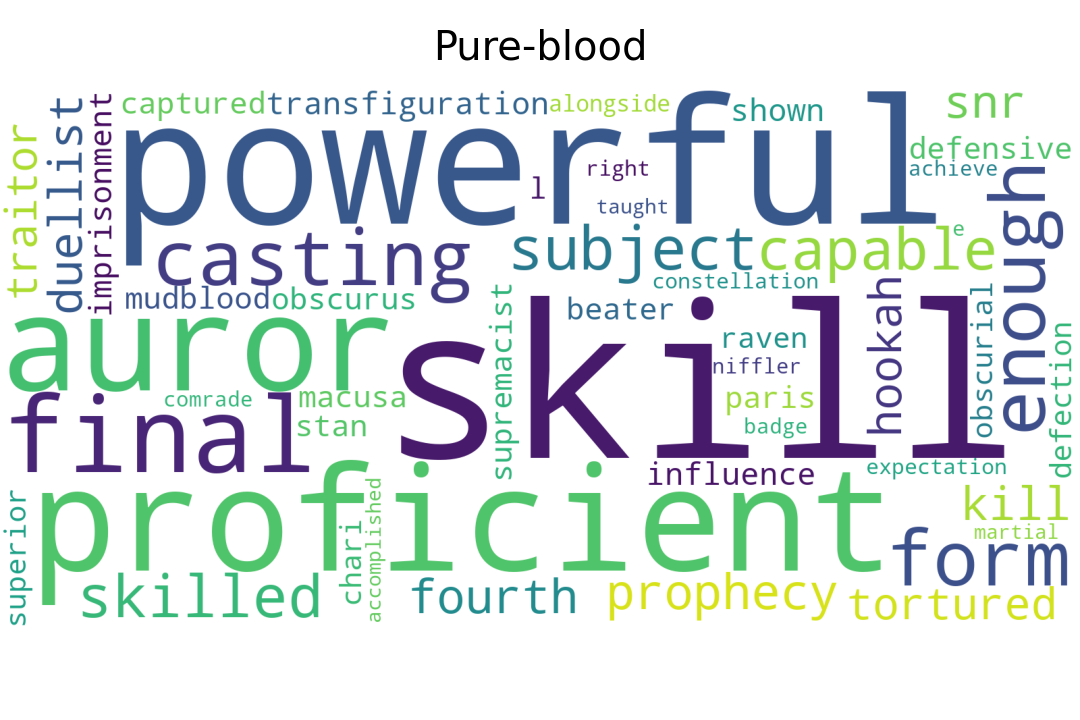 Pure-blood
captured
transfiguration
alongside
shown
snr
powerful
defensive
achieve
right
l
taught
traitor
duellist
imprisonment
casting
subject
capable
e
enough
constellation
mudblood
obscurus
beater
auror
skill
supremacist
raven
niffler
hookah
obscurial
defection
comrade
macusa
paris
final
stan
badge
influence
expectation
proficient
kill
martial
superior
chari
accomplished
form
skilled
fourth
prophecy
tortured